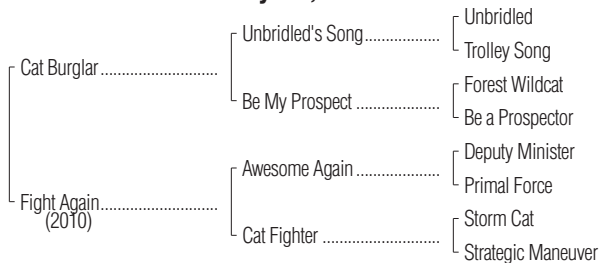 Unbridled
Unbridled's Song
Trolley Song
Cat Burglar
Forest Wildcat
Be My Prospect
Be a Prospector
Deputy Minister
Awesome Again
Primal Force
Fight Again
(2010)
Storm Cat
Cat Fighter
Strategic Maneuver